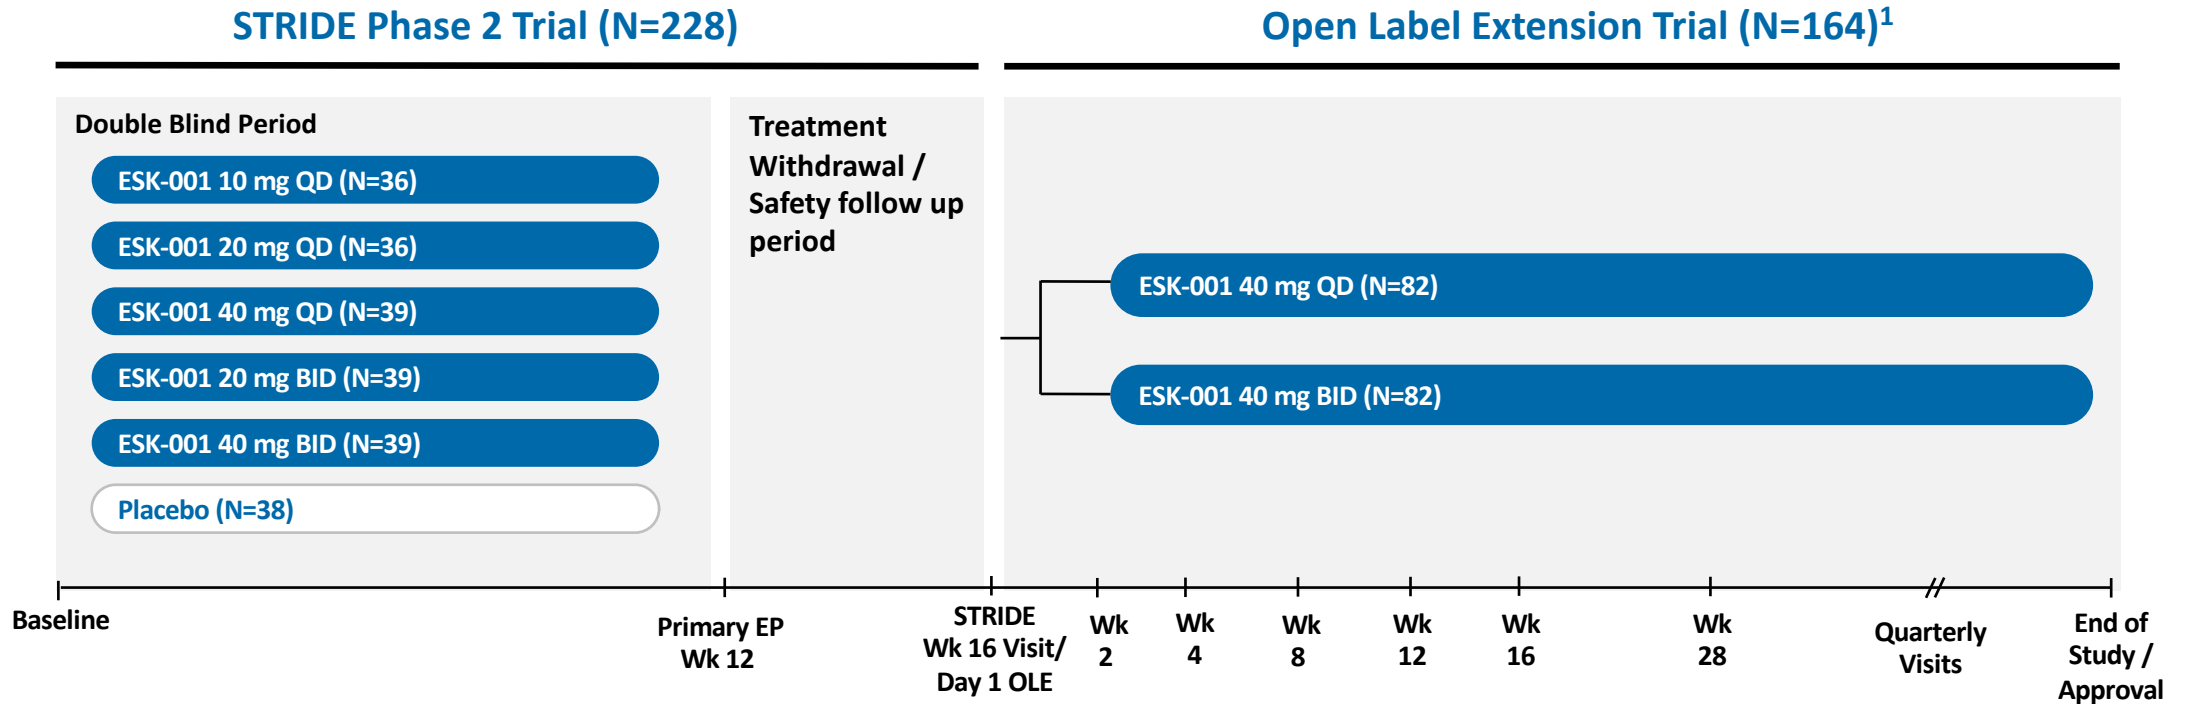 STRIDE Phase 2 Trial (N=228)
Open Label Extension Trial (N=164)1
Double Blind Period
ESK-001 10 mg QD (N=36)
ESK-001 20 mg QD (N=36)
ESK-001 40 mg QD (N=39)
ESK-001 20 mg BID (N=39)
ESK-001 40 mg BID (N=39)
Placebo (N=38)
Treatment
Withdrawal /
Safety follow up
period
ESK-001 40 mg QD (N=82)
ESK-001 40 mg BID (N=82)
Baseline
Primary EP
Wk 12
STRIDE
Wk 16 Visit/
Day 1 OLE
Wk
2
Wk
4
Wk
8
Wk
12
Wk
16
Wk
28
Quarterly
Visits
End of
Study /
Approval